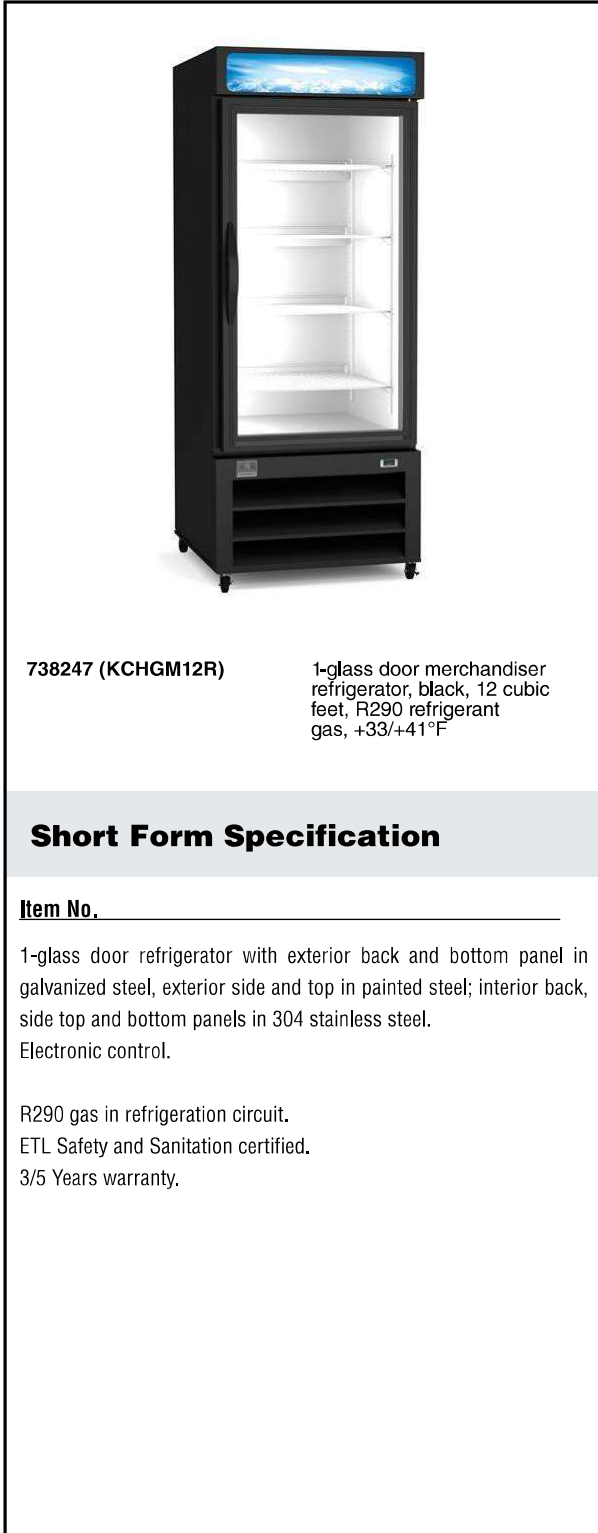 738247 (KCHGM12R)
1-glass door merchandiser
refrigerator, black, 12 cubic
feet, R290 refrigerant
gas, +33/+41°F
Short Form Specification
Item No.
1-glass door refrigerator with exterior back and bottom panel in
galvanized steel, exterior side and top in painted steel; interior back,
side top and bottom panels in 304 stainless steel.
Electronic control.
R290 gas in refrigeration circuit.
ETL Safety and Sanitation certified.
3/5 Years warranty.